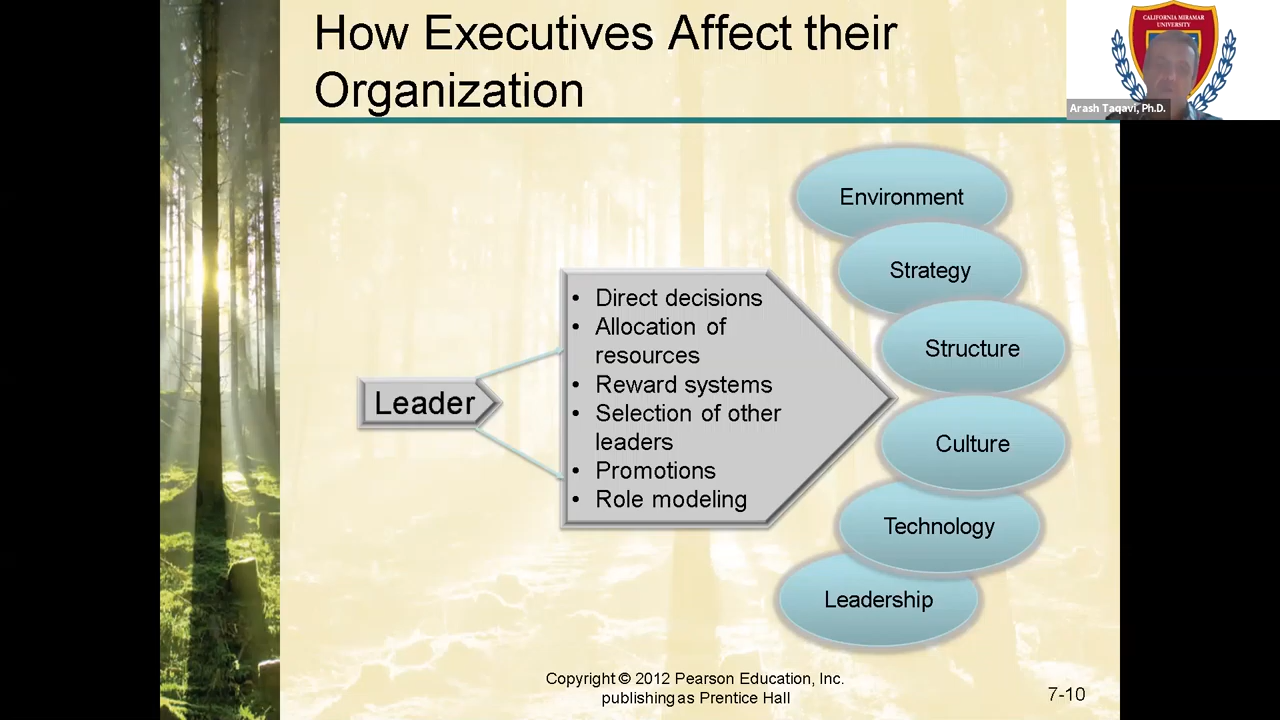 How Executives Affect their
Organization
CALIFORNIA MIRAMAR
UNIVERSITY
Arash Taqavi, Ph.D.
Environment
Strategy
Structure
Culture
Technology
Leadership
Leader
• Direct decisions
• Allocation of
resources
• Reward systems
• Selection of other
leaders
• Promotions
• Role modeling
Copyright © 2012 Pearson Education, Inc.
publishing as Prentice Hall
7-10